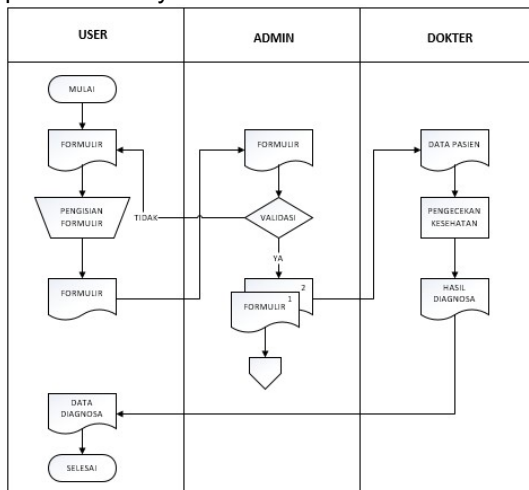 USER
ADMIN
DOKTER
MULAI
FORMULIR
FORMULIR
DATA PASIEN
PENGISIAN
FORMULIR
TIDAK
VALIDASI
PENGECEKAN
KESEHATAN
YA
FORMULIR
2
FORMULIR 1
HASIL
DIAGNOSA
DATA
DIAGNOSA
SELESAI